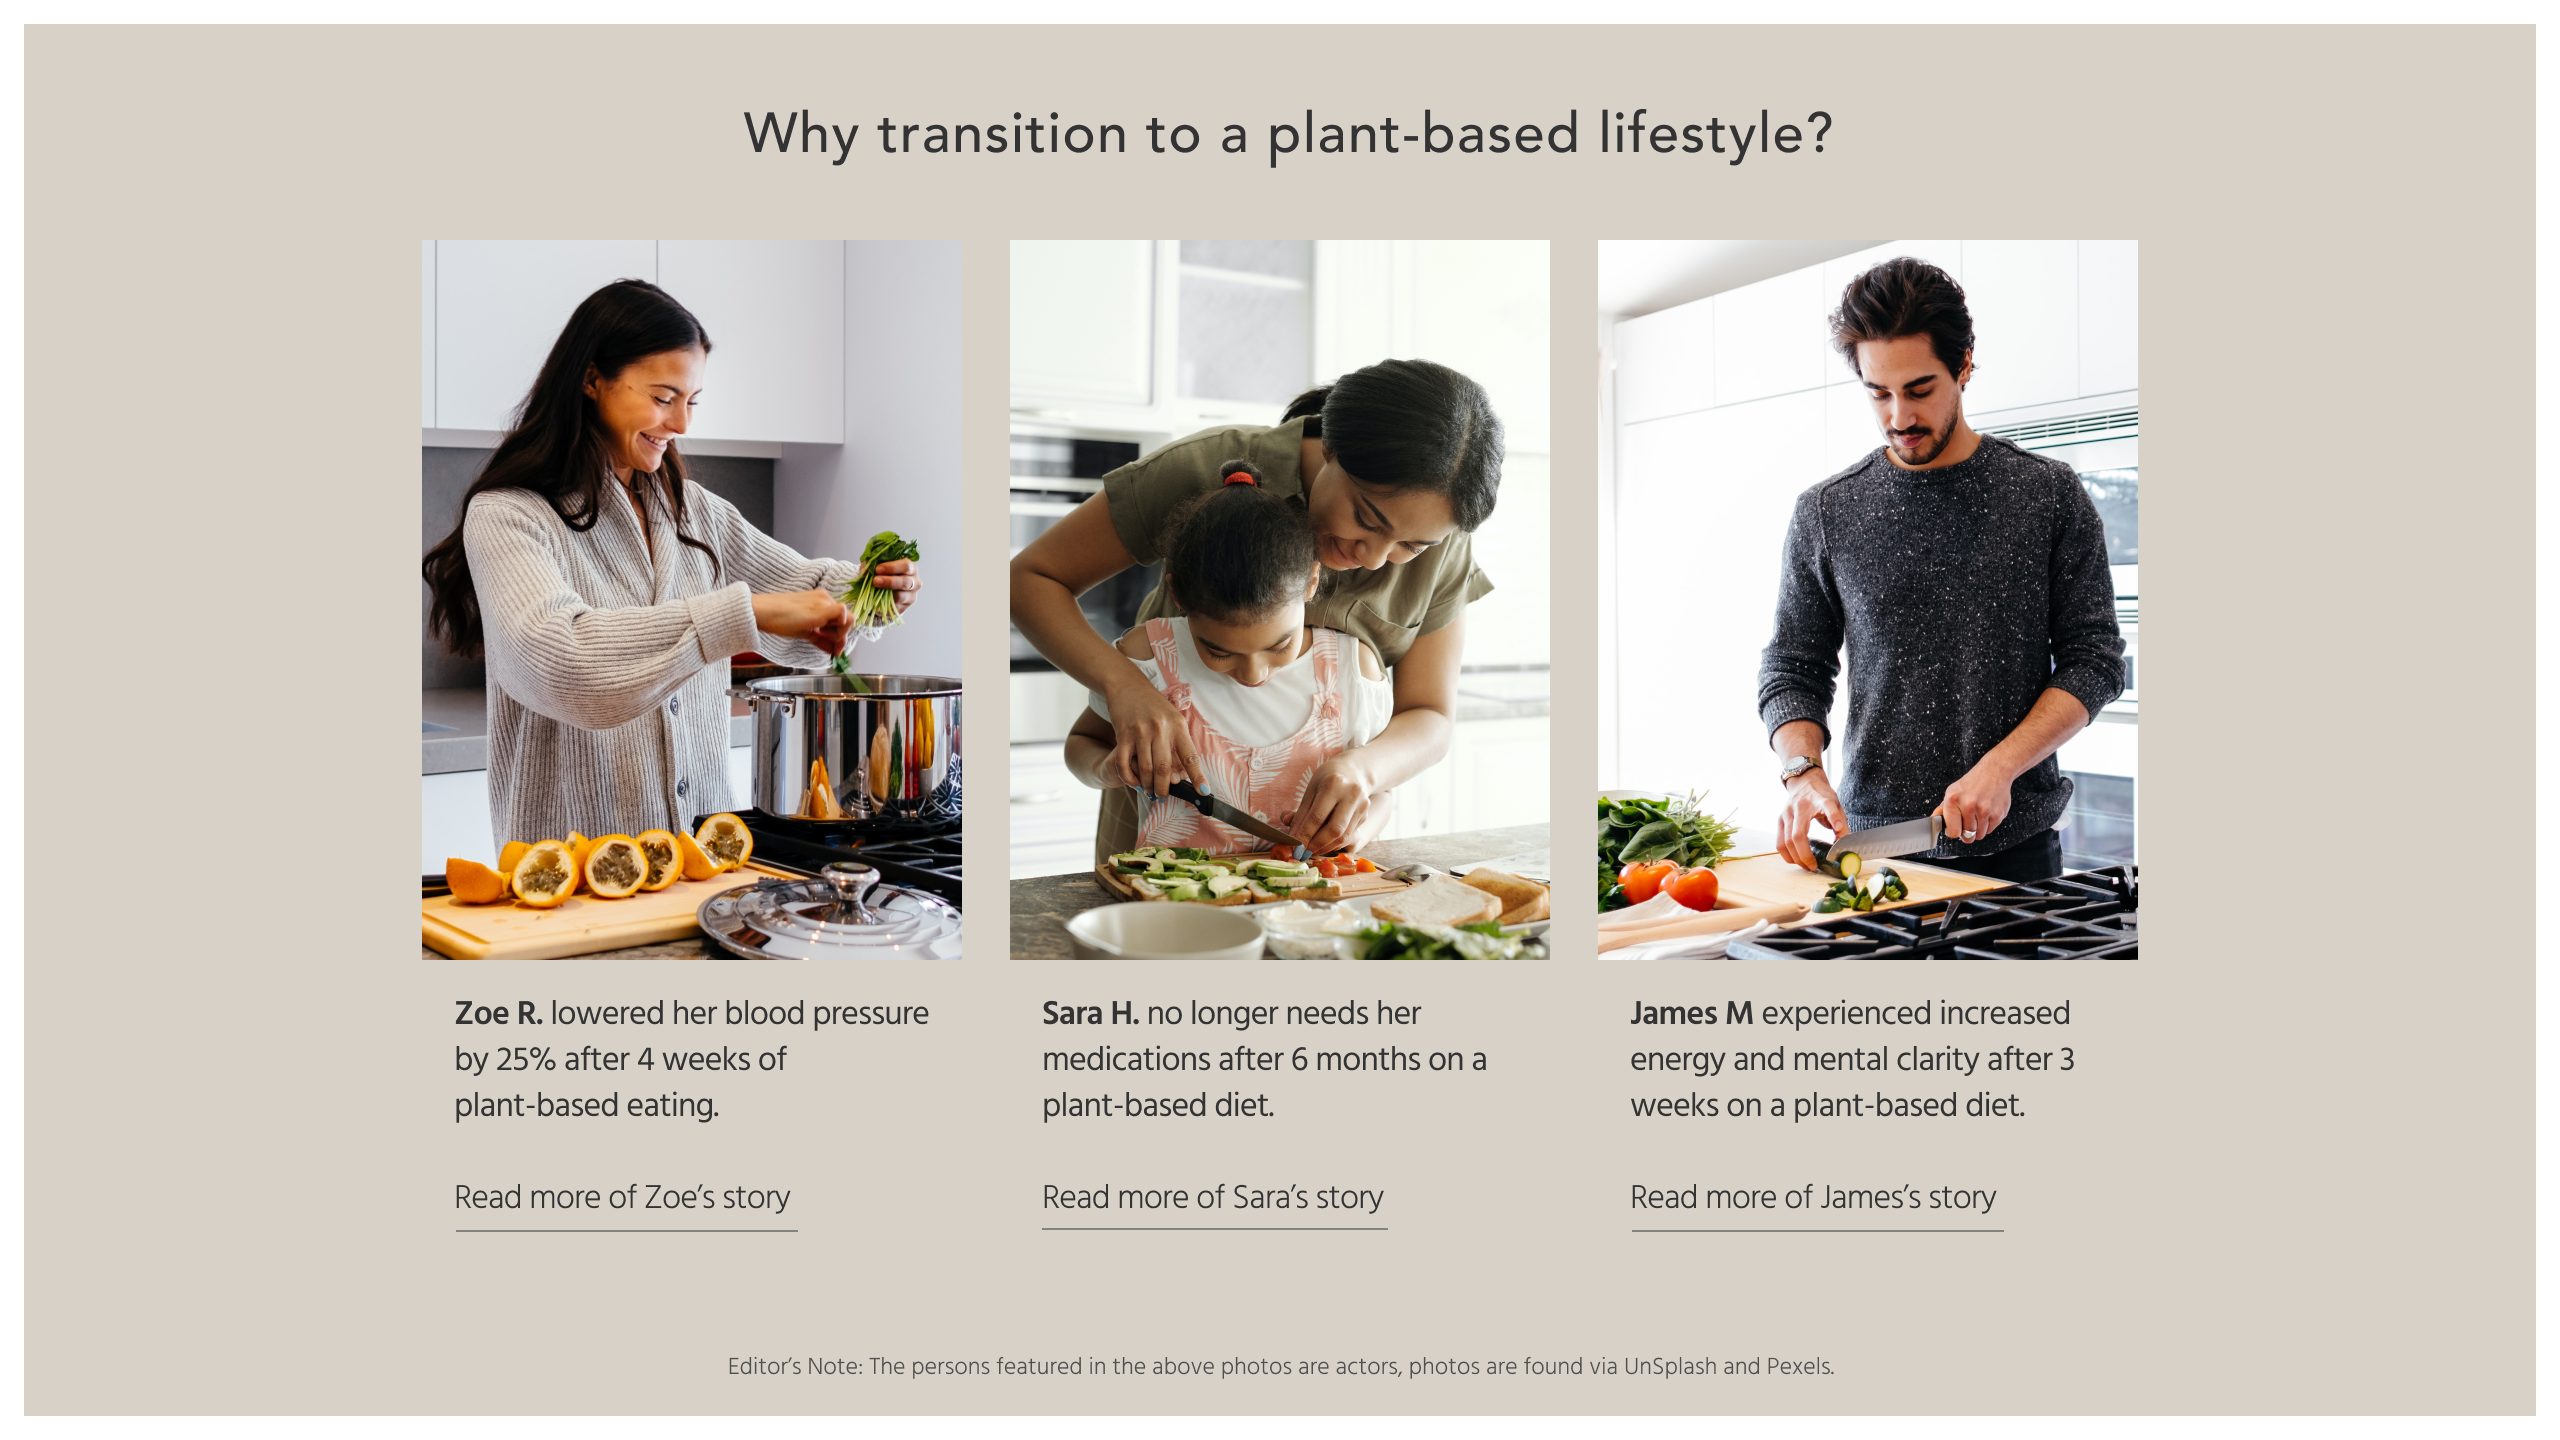 Why transition to a plant-based lifestyle?
Zoe R. lowered her blood pressure
by 25% after 4 weeks of
plant-based eating.
Read more of Zoe’s story
Sara H. no longer needs her
medications after 6 months on a
plant-based diet.
Read more of Sara’s story
James M experienced increased
energy and mental clarity after 3
weeks on a plant-based diet.
Read more of James’s story
Editor’s Note: The persons featured in the above photos are actors, photos are found via UnSplash and Pexels.